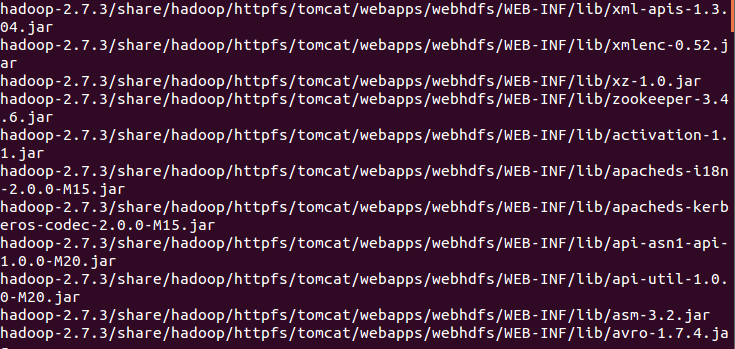 hadoop-2.7.3/share/hadoop/httpfs/tomcat/webapps/webhdfs/WEB-INF/lib/xml-apis-1.3.
04.jar
hadoop-2.7.3/share/hadoop/httpfs/tomcat/webapps/webhdfs/WEB-INF/lib/xmlenc-0.52.j
ar
hadoop-2.7.3/share/hadoop/httpfs/tomcat/webapps/webhdfs/WEB-INF/lib/xz-1.0.jar
hadoop-2.7.3/share/hadoop/httpfs/tomcat/webapps/webhdfs/WEB-INF/lib/zookeeper-3.4
.6.jar
hadoop-2.7.3/share/hadoop/httpfs/tomcat/webapps/webhdfs/WEB-INF/lib/activation-1.
1.jar
hadoop-2.7.3/share/hadoop/httpfs/tomcat/webapps/webhdfs/WEB-INF/lib/apacheds-i18n
-2.0.0-M15.jar
hadoop-2.7.3/share/hadoop/httpfs/tomcat/webapps/webhdfs/WEB-INF/lib/apacheds-kerb
eros-codec-2.0.0-M15.jar
hadoop-2.7.3/share/hadoop/httpfs/tomcat/webapps/webhdfs/WEB-INF/lib/api-asn1-api-
1.0.0-M20.jar
hadoop-2.7.3/share/hadoop/httpfs/tomcat/webapps/webhdfs/WEB-INF/lib/api-util-1.0.
0-M20.jar
hadoop-2.7.3/share/hadoop/httpfs/tomcat/webapps/webhdfs/WEB-INF/lib/asm-3.2.jar
hadoop-2.7.3/share/hadoop/httpfs/tomcat/webapps/webhdfs/WEB-INF/lib/avro-1.7.4.ja